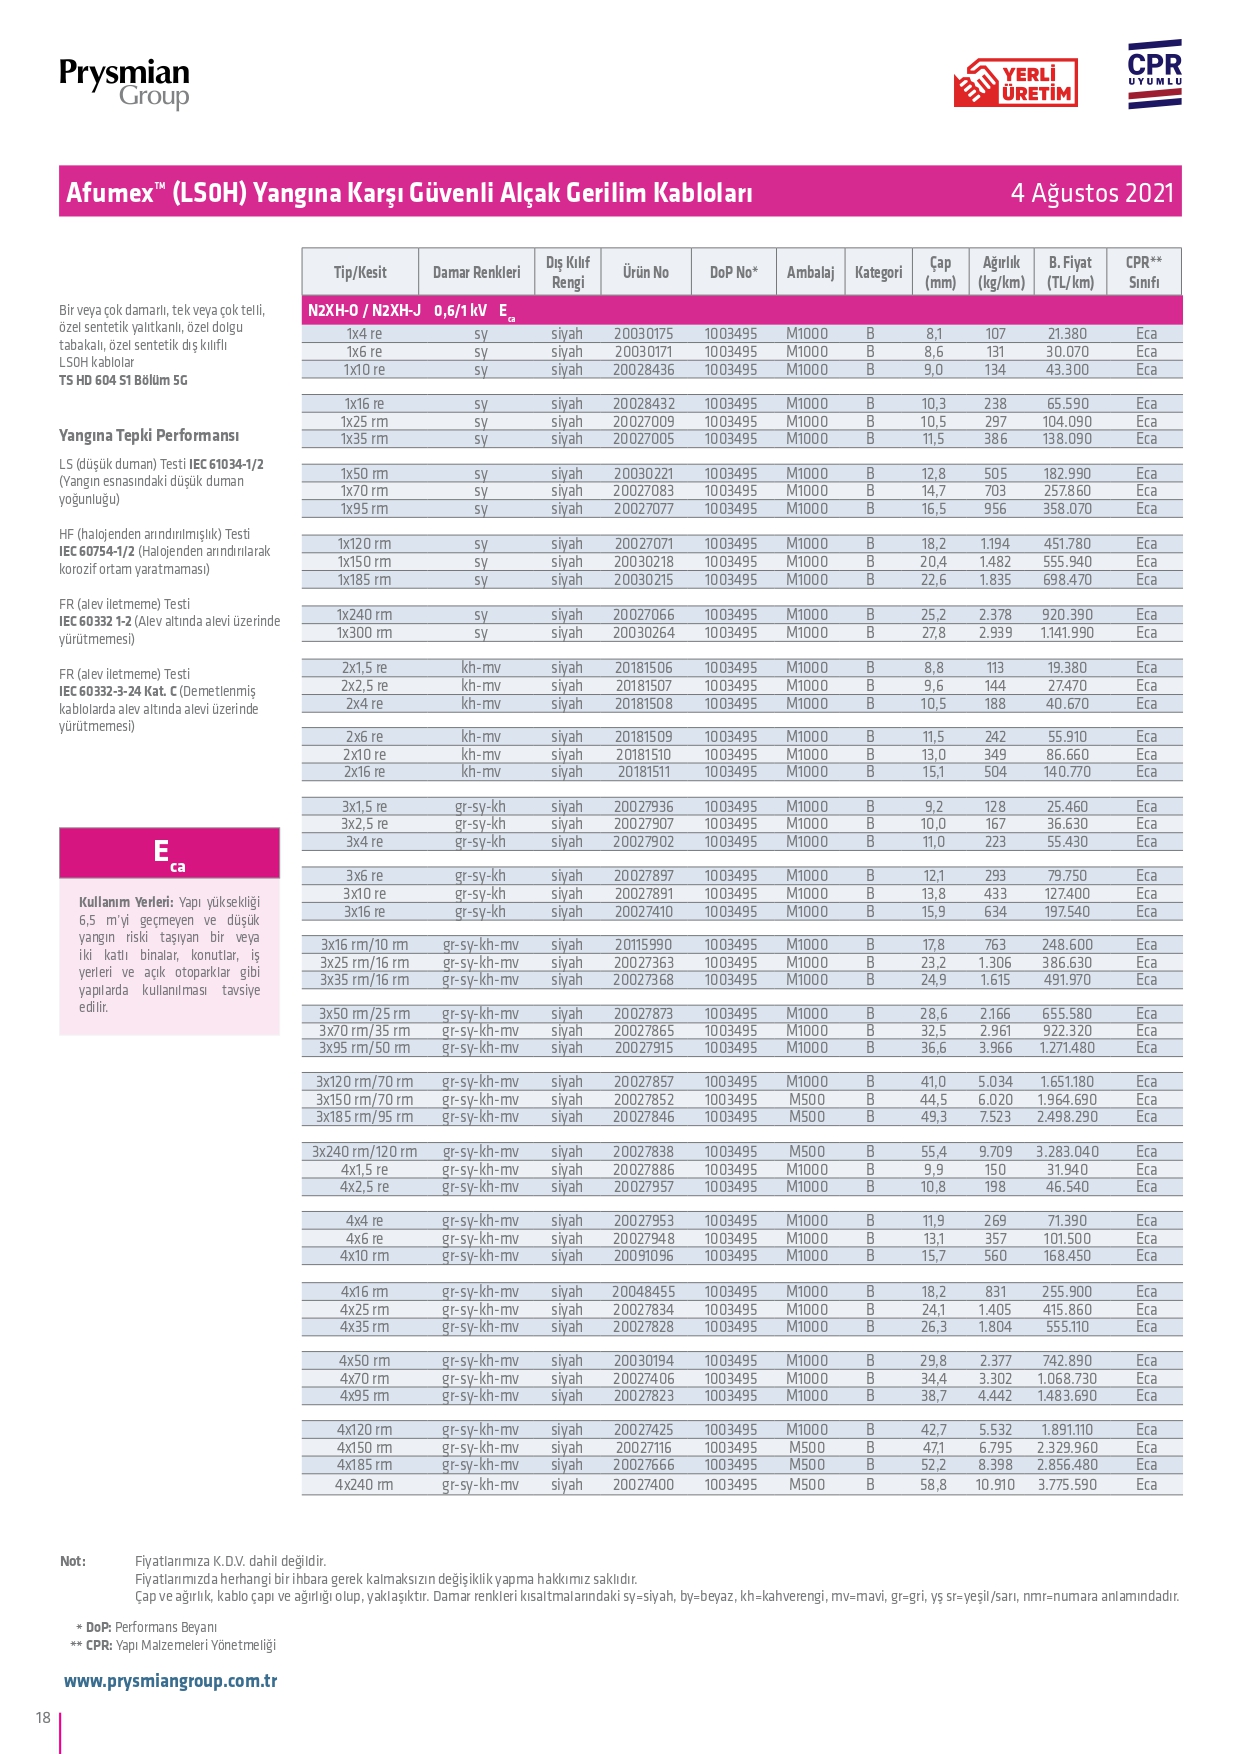 Prysmian
Group
YERLİ
ÜRETİM
CPR
UYUMLU
Afumex™ (LS0H) Yangına Karşı Güvenli Alçak Gerilim Kabloları 4 Ağustos 2021
Bir veya çok damarlı, tek veya çok telli,
özel sentetik yalıtkanlı, özel dolgu
tabakalı, özel sentetik dış kılıflı
LS0H kablolar
TS HD 604 S1 Bölüm 5G
Yangına Tepki Performansı
LS (düşük duman) Testi IEC 61034-1/2
(Yangın esnasındaki düşük duman
yoğunluğu)
HF (halojenden arındırılmışlık) Testi
IEC 60754-1/2 (Halojenden arındırılarak
korozif ortam yaratmaması)
FR (alev iletmeme) Testi
IEC 60332 1-2 (Alev altında alevi üzerinde
yürütmemesi)
FR (alev iletmeme) Testi
IEC 60332-3-24 Kat. C (Demetlenmiş
kablolarda alev altında alevi üzerinde
yürütmemesi)
Eca
Kullanım Yerleri: Yapı yüksekliği
6,5 m'yi geçmeyen ve düşük
yangın riski taşıyan bir veya
iki katlı binalar, konutlar, iş
yerleri ve açık otoparklar gibi
yapılarda kullanılması tavsiye
edilir.
Tip/Kesit Damar Renkleri Dış Kılıf Rengi Ürün No DoP No* Ambalaj Kategori Çap (mm) Ağırlık (kg/km) B. Fiyat (TL/km) CPR** Sınıfı
N2XH-O / N2XH-J 0,6/1 kV Eca
1x4 re sy siyah 20030175 1003495 M1000 B 8,1 107 21.380 Eca
1x6 re sy siyah 20030171 1003495 M1000 B 8,6 131 30.070 Eca
1x10 re sy siyah 20028436 1003495 M1000 B 9,0 134 43.300 Eca
1x16 re sy siyah 20028432 1003495 M1000 B 10,3 238 65.590 Eca
1x25 rm sy siyah 20027009 1003495 M1000 B 10,5 297 104.090 Eca
1x35 rm sy siyah 20027005 1003495 M1000 B 11,5 386 138.090 Eca
1x50 rm sy siyah 20030221 1003495 M1000 B 12,8 505 182.990 Eca
1x70 rm sy siyah 20027083 1003495 M1000 B 14,7 703 257.860 Eca
1x95 rm sy siyah 20027077 1003495 M1000 B 16,5 956 358.070 Eca
1x120 rm sy siyah 20027071 1003495 M1000 B 18,2 1.194 451.780 Eca
1x150 rm sy siyah 20030218 1003495 M1000 B 20,4 1.482 555.940 Eca
1x185 rm sy siyah 20030215 1003495 M1000 B 22,6 1.835 698.470 Eca
1x240 rm sy siyah 20027066 1003495 M1000 B 25,2 2.378 920.390 Eca
1x300 rm sy siyah 20030264 1003495 M1000 B 27,8 2.939 1.141.990 Eca
2x1,5 re kh-mv siyah 20181506 1003495 M1000 B 8,8 113 19.380 Eca
2x2,5 re kh-mv siyah 20181507 1003495 M1000 B 9,6 144 27.470 Eca
2x4 re kh-mv siyah 20181508 1003495 M1000 B 10,5 188 40.670 Eca
2x6 re kh-mv siyah 20181509 1003495 M1000 B 11,5 242 55.910 Eca
2x10 re kh-mv siyah 20181510 1003495 M1000 B 13,0 349 86.660 Eca
2x16 re kh-mv siyah 20181511 1003495 M1000 B 15,1 504 140.770 Eca
3x1,5 re gr-sy-kh siyah 20027936 1003495 M1000 B 9,2 128 25.460 Eca
3x2,5 re gr-sy-kh siyah 20027907 1003495 M1000 B 10,0 167 36.630 Eca
3x4 re gr-sy-kh siyah 20027902 1003495 M1000 B 11,0 223 55.430 Eca
3x6 re gr-sy-kh siyah 20027897 1003495 M1000 B 12,1 293 79.750 Eca
3x10 re gr-sy-kh siyah 20027891 1003495 M1000 B 13,8 433 127.400 Eca
3x16 re gr-sy-kh siyah 20027410 1003495 M1000 B 15,9 634 197.540 Eca
3x16 rm/10 rm gr-sy-kh-mv siyah 20115990 1003495 M1000 B 17,8 763 248.600 Eca
3x25 rm/16 rm gr-sy-kh-mv siyah 20027363 1003495 M1000 B 23,2 1.306 386.630 Eca
3x35 rm/16 rm gr-sy-kh-mv siyah 20027368 1003495 M1000 B 24,9 1.615 491.970 Eca
3x50 rm/25 rm gr-sy-kh-mv siyah 20027873 1003495 M1000 B 28,6 2.166 655.580 Eca
3x70 rm/35 rm gr-sy-kh-mv siyah 20027865 1003495 M1000 B 32,5 2.961 922.320 Eca
3x95 rm/50 rm gr-sy-kh-mv siyah 20027915 1003495 M1000 B 36,6 3.966 1.271.480 Eca
3x120 rm/70 rm gr-sy-kh-mv siyah 20027857 1003495 M1000 B 41,0 5.034 1.651.180 Eca
3x150 rm/70 rm gr-sy-kh-mv siyah 20027852 1003495 M500 B 44,5 6.020 1.964.690 Eca
3x185 rm/95 rm gr-sy-kh-mv siyah 20027846 1003495 M500 B 49,3 7.523 2.498.290 Eca
3x240 rm/120 rm gr-sy-kh-mv siyah 20027838 1003495 M500 B 55,4 9.709 3.283.040 Eca
4x1,5 re gr-sy-kh-mv siyah 20027886 1003495 M1000 B 9,9 150 31.940 Eca
4x2,5 re gr-sy-kh-mv siyah 20027957 1003495 M1000 B 10,8 198 46.540 Eca
4x4 re gr-sy-kh-mv siyah 20027953 1003495 M1000 B 11,9 269 71.390 Eca
4x6 re gr-sy-kh-mv siyah 20027948 1003495 M1000 B 13,1 357 101.500 Eca
4x10 rm gr-sy-kh-mv siyah 20091096 1003495 M1000 B 15,7 560 168.450 Eca
4x16 rm gr-sy-kh-mv siyah 20048455 1003495 M1000 B 18,2 831 255.900 Eca
4x25 rm gr-sy-kh-mv siyah 20027834 1003495 M1000 B 24,1 1.405 415.860 Eca
4x35 rm gr-sy-kh-mv siyah 20027828 1003495 M1000 B 26,3 1.804 555.110 Eca
4x50 rm gr-sy-kh-mv siyah 20030194 1003495 M1000 B 29,8 2.377 742.890 Eca
4x70 rm gr-sy-kh-mv siyah 20027406 1003495 M1000 B 34,4 3.302 1.068.730 Eca
4x95 rm gr-sy-kh-mv siyah 20027823 1003495 M1000 B 38,7 4.442 1.483.690 Eca
4x120 rm gr-sy-kh-mv siyah 20027425 1003495 M1000 B 42,7 5.532 1.891.110 Eca
4x150 rm gr-sy-kh-mv siyah 20027116 1003495 M500 B 47,1 6.795 2.329.960 Eca
4x185 rm gr-sy-kh-mv siyah 20027666 1003495 M500 B 52,2 8.398 2.856.480 Eca
4x240 rm gr-sy-kh-mv siyah 20027400 1003495 M500 B 58,8 10.910 3.775.590 Eca
Not: Fiyatlarımıza K.D.V. dahil değildir.
Fiyatlarımızda herhangi bir ihbara gerek kalmaksızın değişiklik yapma hakkımız saklıdır.
Çap ve ağırlık, kablo çapı ve ağırlığı olup, yaklaşıktır. Damar renkleri kısaltmalarındaki sy=siyah, by=beyaz, kh=kahverengi, mv=mavi, gr=gri, yş sr=yeşil/sarı, nmr=numara anlamındadır.
* DoP: Performans Beyanı
** CPR: Yapı Malzemeleri Yönetmeliği
www.prysmiangroup.com.tr
18